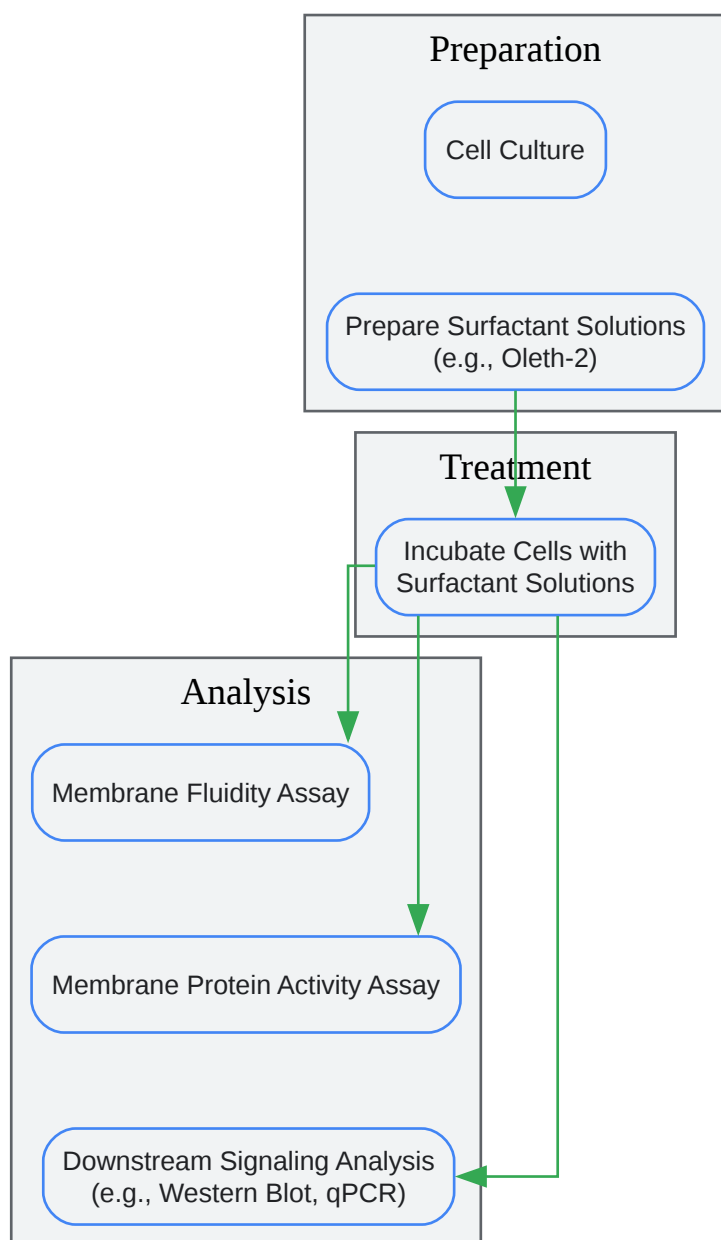 Preparation
Cell Culture
Prepare Surfactant Solutions
(e.g., Oleth-2)
Treatment
Incubate Cells with
Surfactant Solutions
Analysis
Membrane Fluidity Assay
Membrane Protein Activity Assay
Downstream Signaling Analysis
(e.g., Western Blot, qPCR)